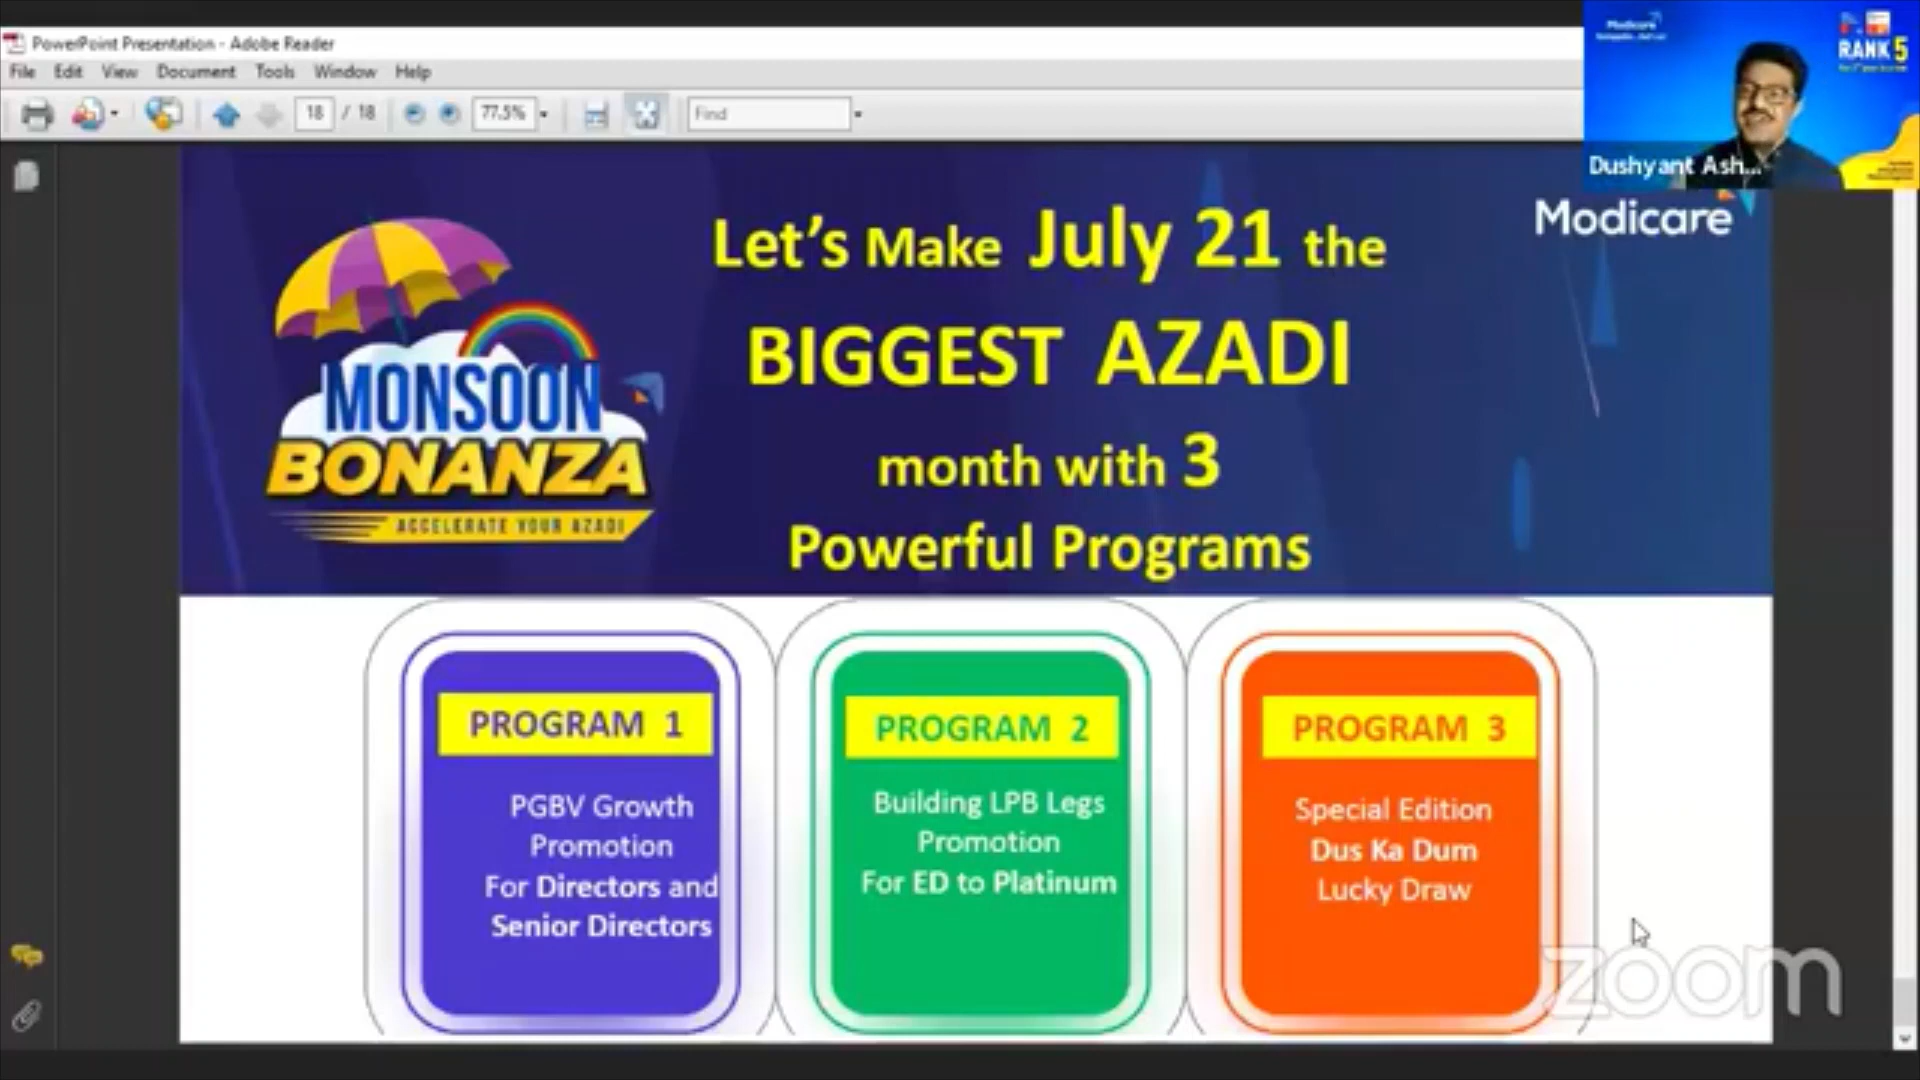 PowerPoint Presentation - Adobe Reader
File Edit View Document Tools Window Help
18 / 18 77.5% Find
Modicare
RANK 5
Dushyant Ash...
Modicare
Let's Make July 21 the
BIGGEST AZADI
month with 3
Powerful Programs
MONSOON
BONANZA
ACCELERATE YOUR AZADI
PROGRAM 1
PGBV Growth
Promotion
For Directors and
Senior Directors
PROGRAM 2
Building LPB Legs
Promotion
For ED to Platinum
PROGRAM 3
Special Edition
Dus Ka Dum
Lucky Draw
zoom